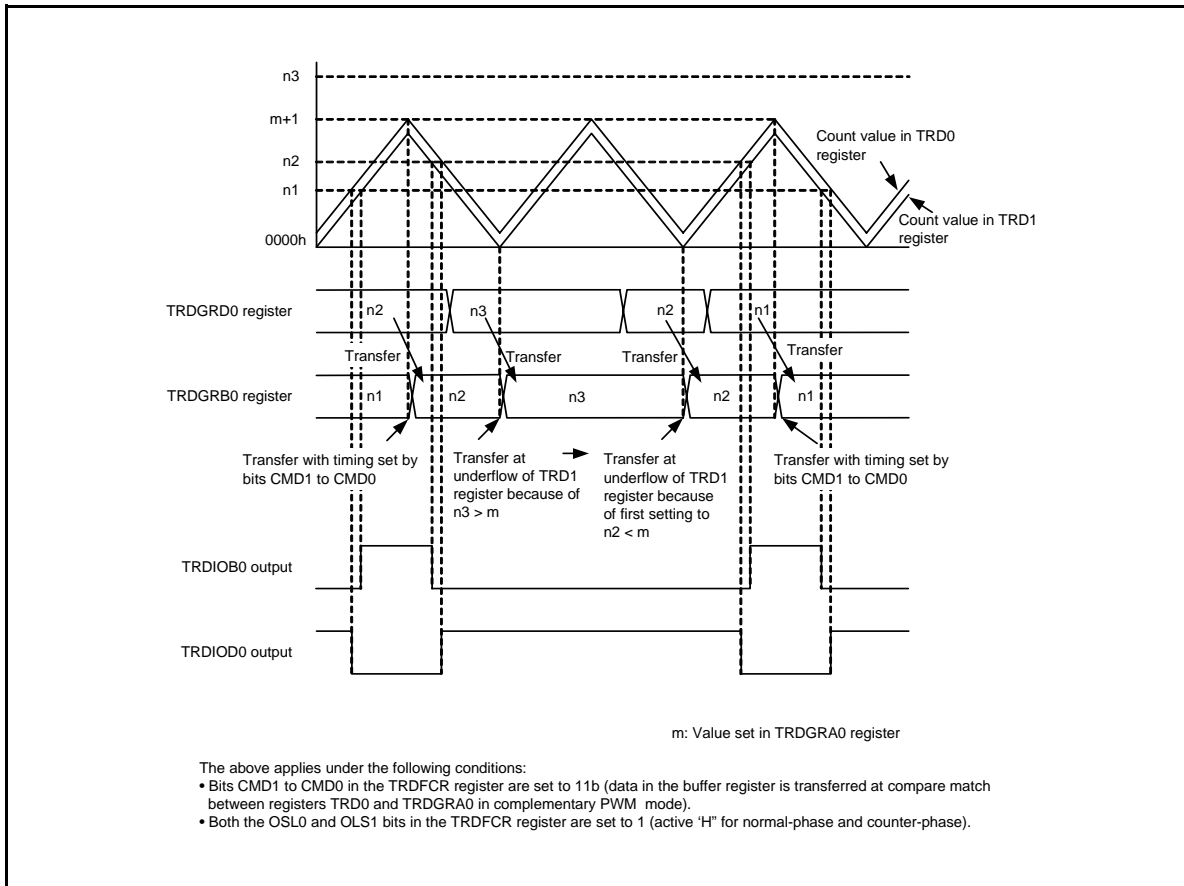 n3
m+1
n2
n1
0000h
Count value in TRD0
register
Count value in TRD1
register
TRDGRD0 register
n2
n3
n2
n1
Transfer
Transfer
Transfer
Transfer
TRDGRB0 register
n1
n2
n3
n2
n1
Transfer with timing set by
bits CMD1 to CMD0
Transfer at
underflow of TRD1
register because of
n3 > m
Transfer at
underflow of TRD1
register because
of first setting to
n2 < m
Transfer with timing set by
bits CMD1 to CMD0
TRDIOB0 output
TRDIOD0 output
m: Value set in TRDGRA0 register
The above applies under the following conditions:
• Bits CMD1 to CMD0 in the TRDFCR register are set to 11b (data in the buffer register is transferred at compare match
between registers TRD0 and TRDGRA0 in complementary PWM mode).
• Both the OSL0 and OLS1 bits in the TRDFCR register are set to 1 (active ‘H” for normal-phase and counter-phase).